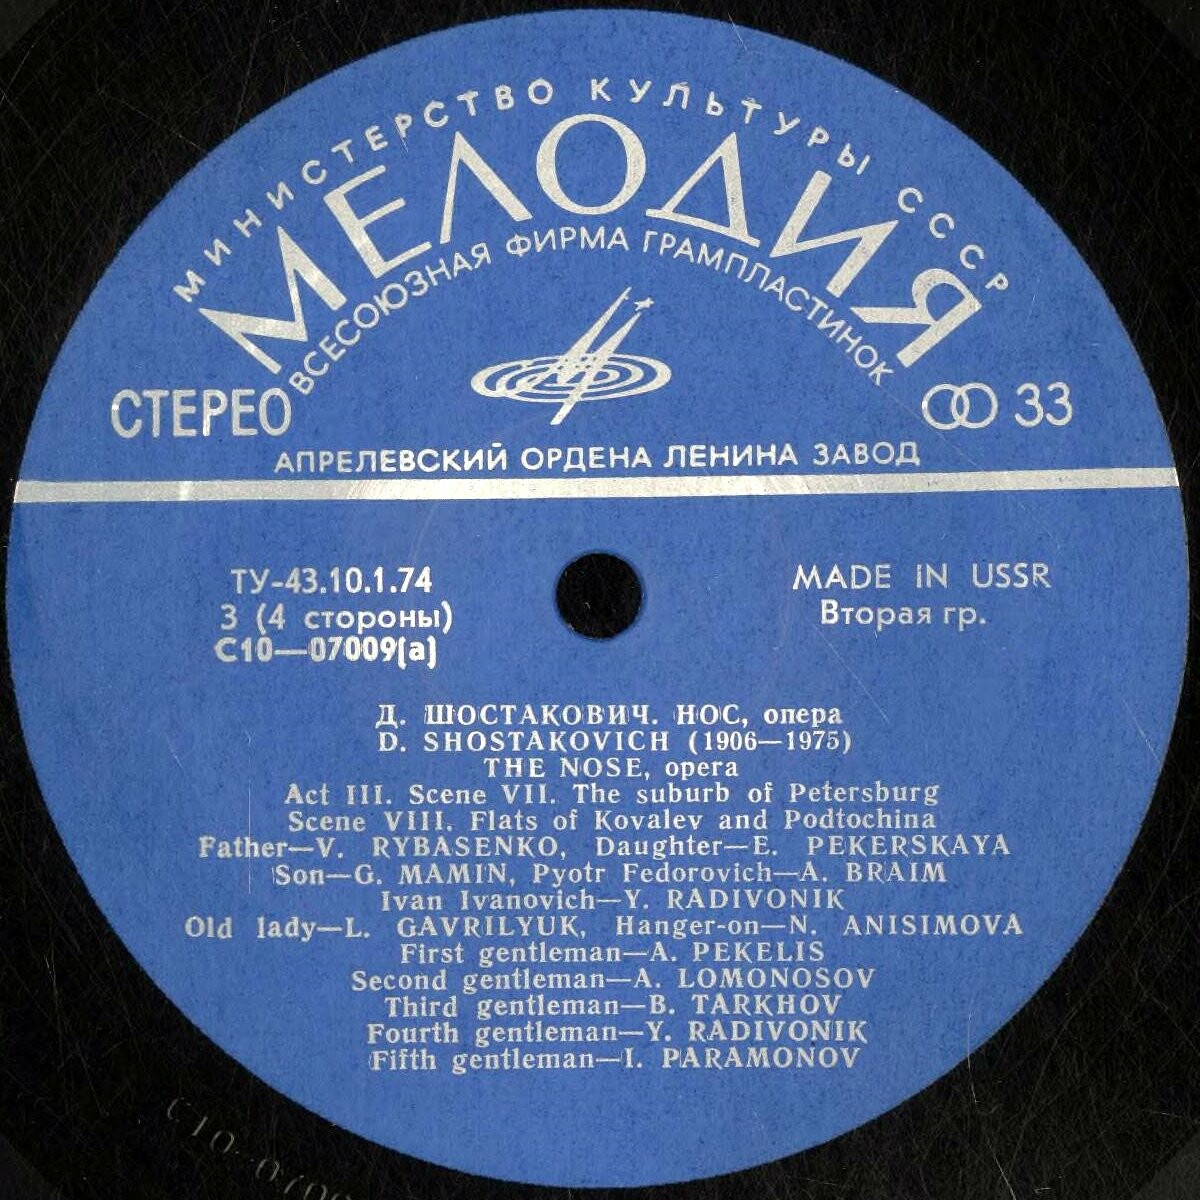 МИНИСТЕРСТВО КУЛЬТУРЫ СССР
МЕЛОДИЯ
ВСЕСОЮЗНАЯ ФИРМА ГРАМПЛАСТИНОК
СТЕРЕО
33
АПРЕЛЕВСКИЙ ОРДЕНА ЛЕНИНА ЗАВОД
ТУ-43.10.1.74
3 (4 стороны)
С10—07009(а)
MADE IN USSR
Вторая гр.
Д. ШОСТАКОВИЧ. НОС, опера
D. SHOSTAKOVICH (1906—1975)
THE NOSE, opera
Act III. Scene VII. The suburb of Petersburg
Scene VIII. Flats of Kovalev and Podtochina
Father—V. RYBASENKO, Daughter—E. PEKERSKAYA
Son—G. MAMIN, Pyotr Fedorovich—A. BRAIM
Ivan Ivanovich—Y. RADIVONIK
Old lady—L. GAVRILYUK, Hanger-on—N. ANISIMOVA
First gentleman—A. PEKELIS
Second gentleman—A. LOMONOSOV
Third gentleman—B. TARKHOV
Fourth gentleman—Y. RADIVONIK
Fifth gentleman—I. PARAMONOV